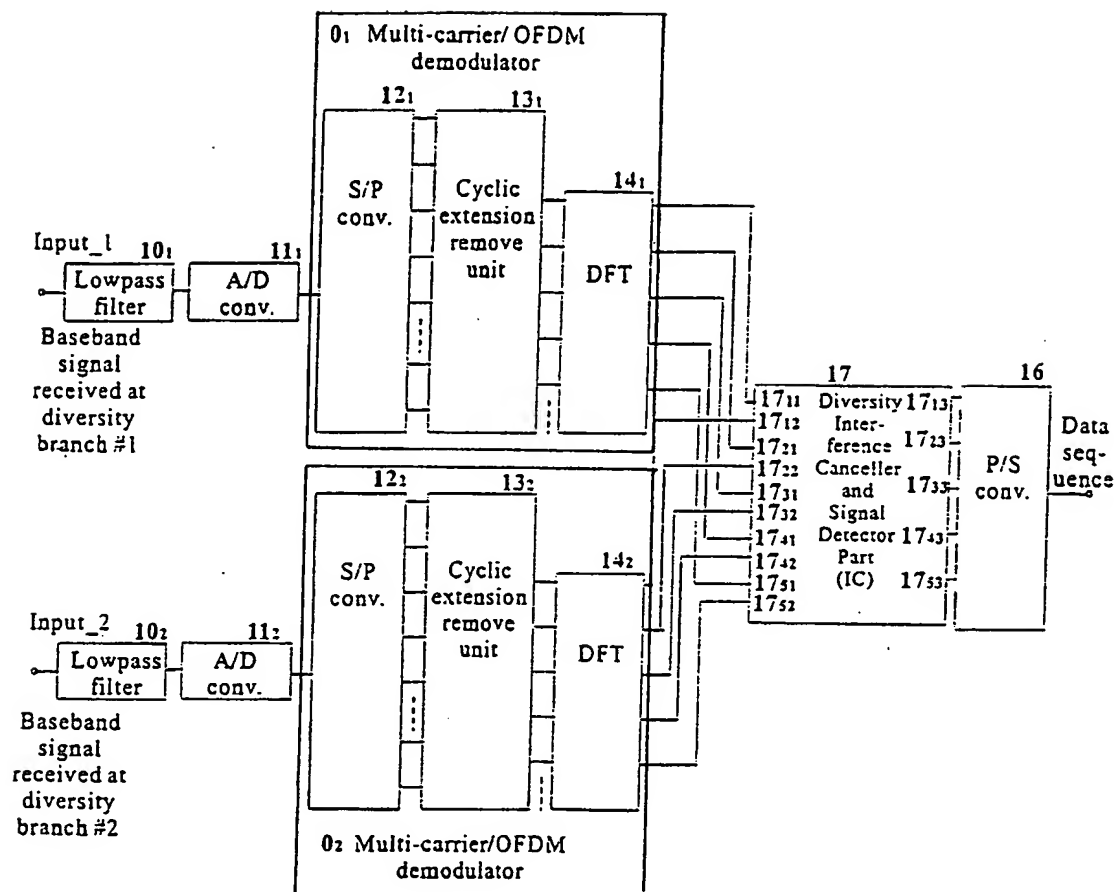 0₁ Multi-carrier/ OFDM
demodulator
12₁
13₁
S/P
conv.
Cyclic
extension
remove
unit
14₁
DFT
Input_1
10₁
Lowpass
filter
11₁
A/D
conv.
Baseband
signal
received at
diversity
branch #1
17
16
17₁₁
17₁₂
17₂₁
17₂₂
17₃₁
17₃₂
17₄₁
17₄₂
17₅₁
17₅₂
Diversity
Inter-
ference
Canceller
and
Signal
Detector
Part
(IC)
17₁₃
17₂₃
17₃₃
17₄₃
17₅₃
P/S
conv.
Data
seq-
uence
12₂
13₂
S/P
conv.
Cyclic
extension
remove
unit
14₂
DFT
Input_2
10₂
Lowpass
filter
11₂
A/D
conv.
Baseband
signal
received at
diversity
branch #2
0₂ Multi-carrier/OFDM
demodulator